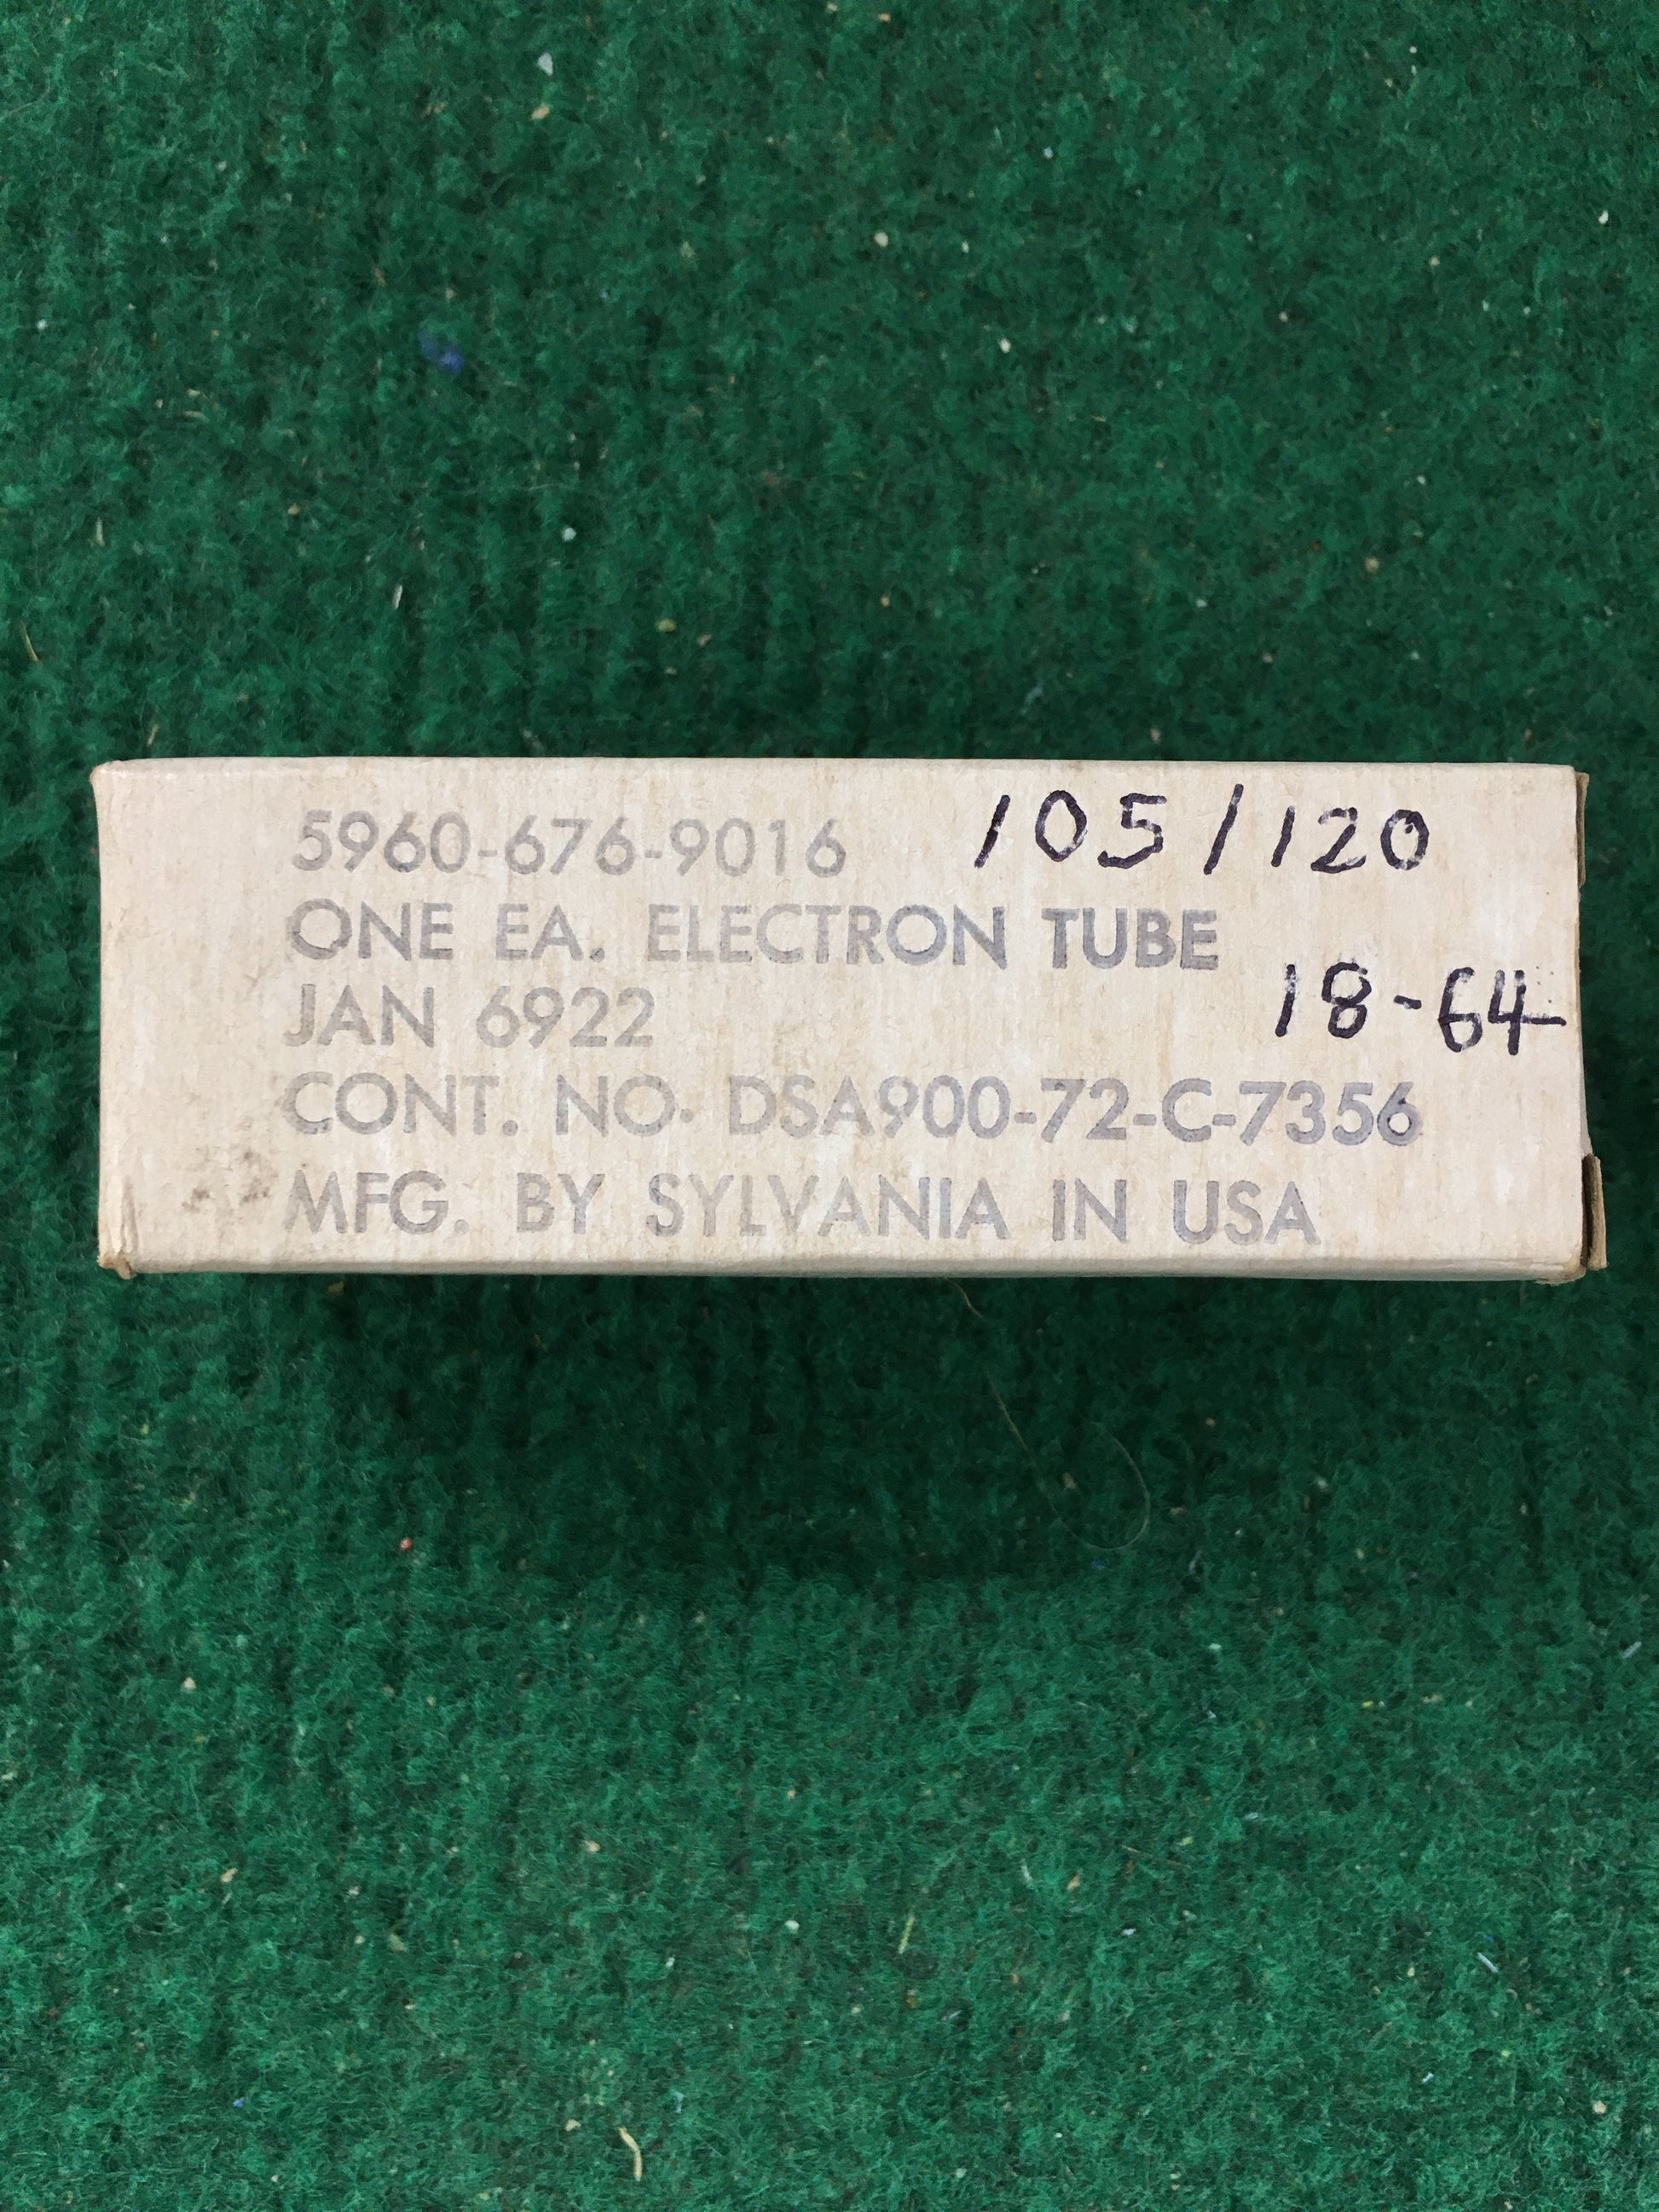 5960-676-9016 105/120
ONE EA. ELECTRON TUBE
JAN 6922 18-64
CONT. NO. DSA900-72-C-7356
MFG. BY SYLVANIA IN USA